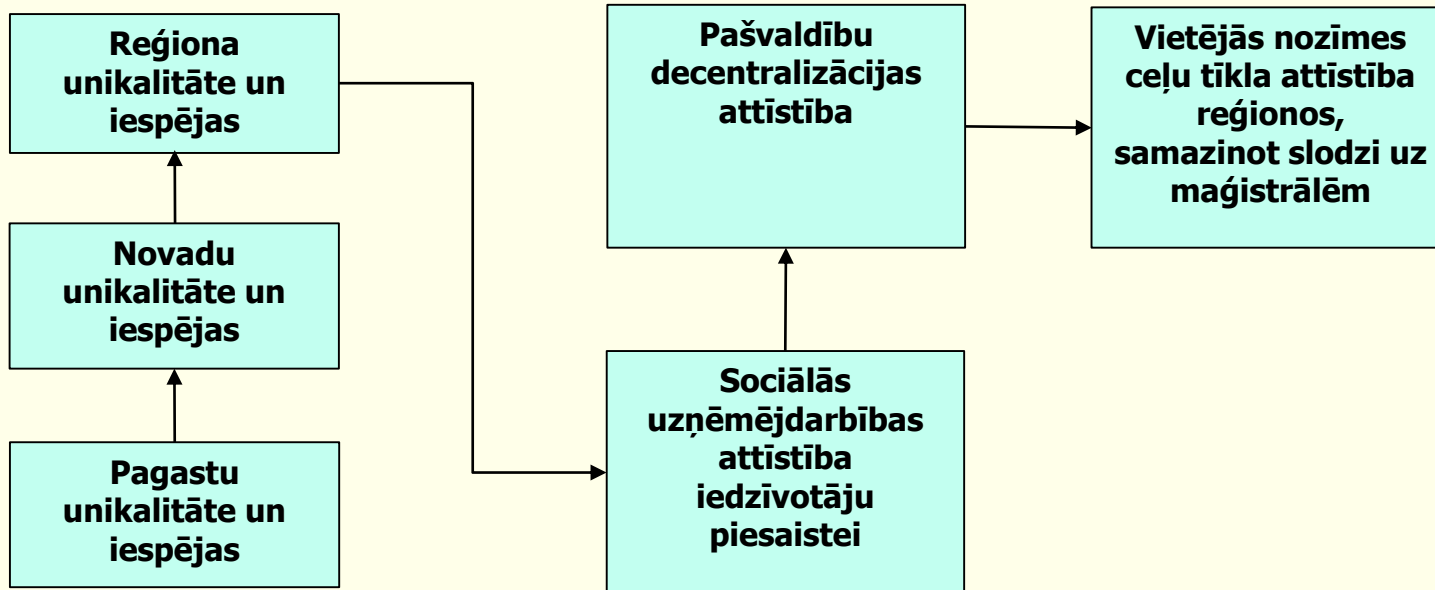 Reģiona
unikalitāte un
iespējas
Novadu
unikalitāte un
iespējas
Pagastu
unikalitāte un
iespējas
Pašvaldību
decentralizācijas
attīstība
Sociālās
uzņēmējdarbības
attīstība
iedzīvotāju
piesaistei
Vietējās nozīmes
ceļu tīkla attīstība
reģionos,
samazinot slodzi uz
maģistrālēm